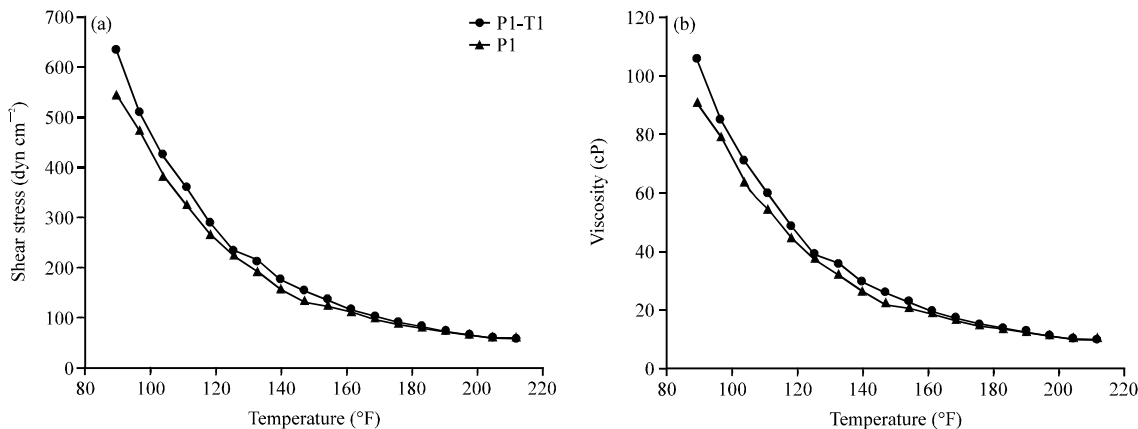 (a)
P1-T1
P1
Shear stress (dyn cm⁻²)
700
600
500
400
300
200
100
0
80 100 120 140 160 180 200 220
Temperature (°F)
(b)
Viscosity (cP)
120
100
80
60
40
20
0
80 100 120 140 160 180 200 220
Temperature (°F)